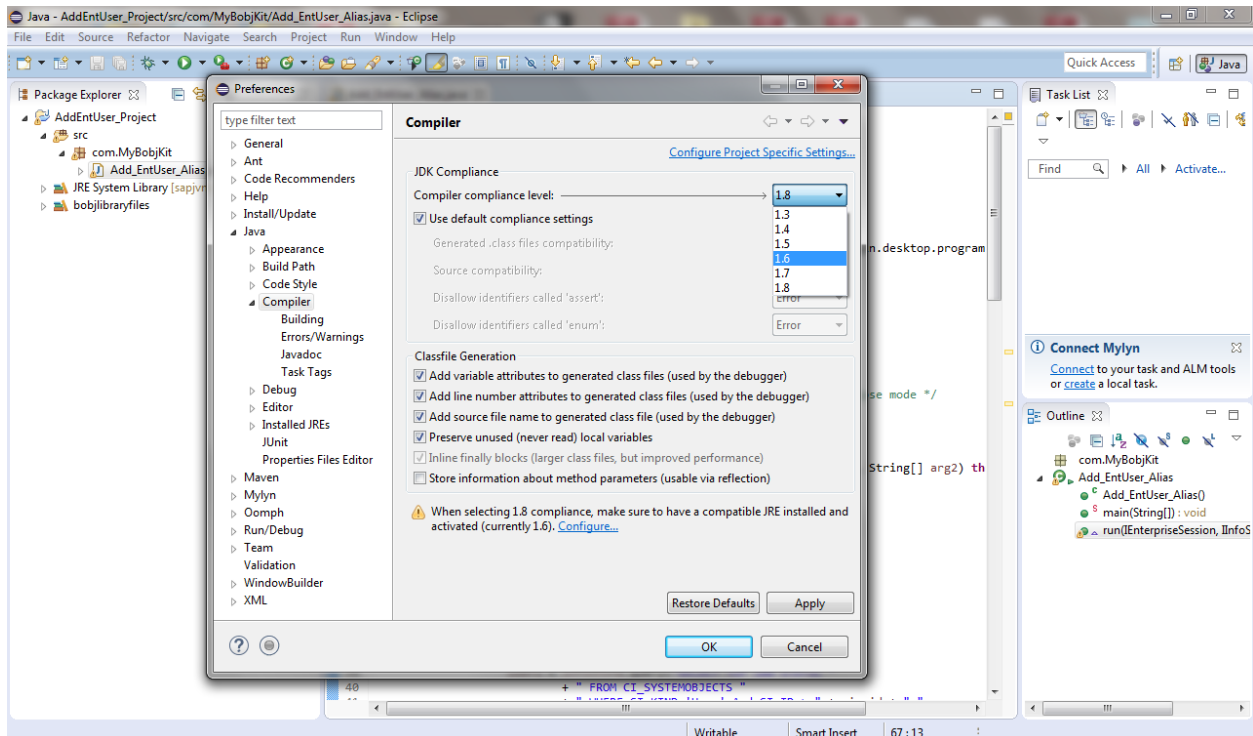 Java - AddEntUser_Project/src/com/MyBobjKit/Add_EntUser_Alias.java - Eclipse
File Edit Source Refactor Navigate Search Project Run Window Help
Quick Access
Java
Package Explorer
AddEntUser_Project
src
com.MyBobjKit
Add_EntUser_Alias
JRE System Library [sapjvm
bobjlibraryfiles
Preferences
type filter text
General
Ant
Code Recommenders
Help
Install/Update
Java
Appearance
Build Path
Code Style
Compiler
Building
Errors/Warnings
Javadoc
Task Tags
Debug
Editor
Installed JREs
JUnit
Properties Files Editor
Maven
Mylyn
Oomph
Run/Debug
Team
Validation
WindowBuilder
XML
Compiler
Configure Project Specific Settings...
JDK Compliance
Compiler compliance level:
1.8
1.3
1.4
1.5
1.6
1.7
1.8
Use default compliance settings
Generated .class files compatibility:
Source compatibility:
Disallow identifiers called 'assert':
Error
Disallow identifiers called 'enum':
Error
Classfile Generation
Add variable attributes to generated class files (used by the debugger)
Add line number attributes to generated class files (used by the debugger)
Add source file name to generated class file (used by the debugger)
Preserve unused (never read) local variables
Inline finally blocks (larger class files, but improved performance)
Store information about method parameters (usable via reflection)
When selecting 1.8 compliance, make sure to have a compatible JRE installed and
activated (currently 1.6). Configure...
Restore Defaults
Apply
OK
Cancel
n.desktop.program
se mode */
String[] arg2) th
40 + " FROM CI_SYSTEMOBJECTS "
Task List
Find
All
Activate...
Connect Mylyn
Connect to your task and ALM tools
or create a local task.
Outline
com.MyBobjKit
Add_EntUser_Alias
Add_EntUser_Alias()
main(String[]) : void
run(IEnterpriseSession, IInfoS
Writable
Smart Insert
67 : 13